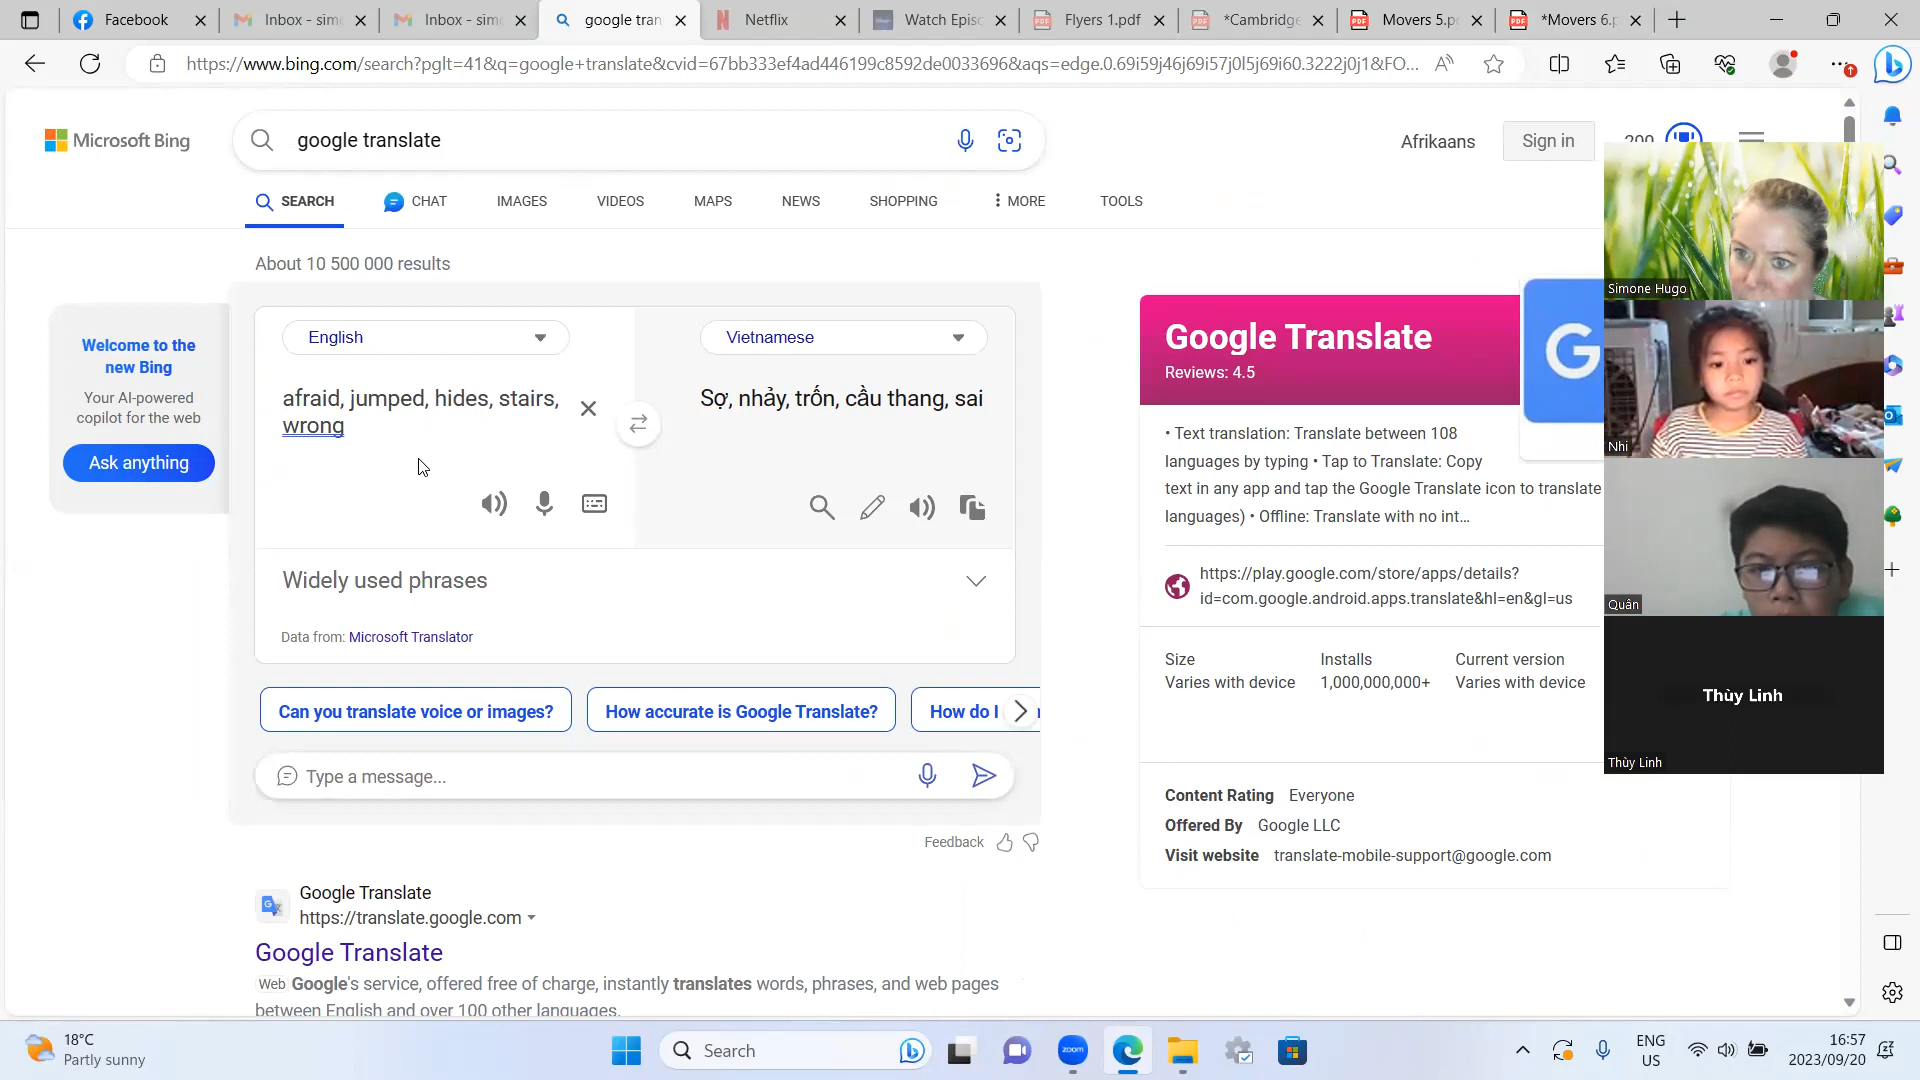 Facebook
Inbox - sim
Inbox - sim
google tran
Netflix
Watch Epis
Flyers 1.pdf
*Cambridge
Movers 5.p
*Movers 6.p
https://www.bing.com/search?pglt=41&q=google+translate&cvid=67bb333ef4ad446199c8592de0033696&aqs=edge.0.69i59j46j69i57j0l5j69i60.3222j0j1&FO...
Microsoft Bing
google translate
Afrikaans
Sign in
200
SEARCH
CHAT
IMAGES
VIDEOS
MAPS
NEWS
SHOPPING
MORE
TOOLS
About 10 500 000 results
Welcome to the
new Bing
Your AI-powered
copilot for the web
Ask anything
English
Vietnamese
afraid, jumped, hides, stairs,
wrong
Sợ, nhảy, trốn, cầu thang, sai
Widely used phrases
Data from: Microsoft Translator
Can you translate voice or images?
How accurate is Google Translate?
How do I
Type a message...
Feedback
Google Translate
https://translate.google.com
Google Translate
Web Google's service, offered free of charge, instantly translates words, phrases, and web pages
between English and over 100 other languages.
Google Translate
Reviews: 4.5
G
• Text translation: Translate between 108
languages by typing • Tap to Translate: Copy
text in any app and tap the Google Translate icon to translate
languages) • Offline: Translate with no int...
https://play.google.com/store/apps/details?
id=com.google.android.apps.translate&hl=en&gl=us
Size
Varies with device
Installs
1,000,000,000+
Current version
Varies with device
Content Rating Everyone
Offered By Google LLC
Visit website translate-mobile-support@google.com
Simone Hugo
Nhi
Quân
Thùy Linh
Thùy Linh
18°C
Partly sunny
Search
zoom
ENG
US
16:57
2023/09/20